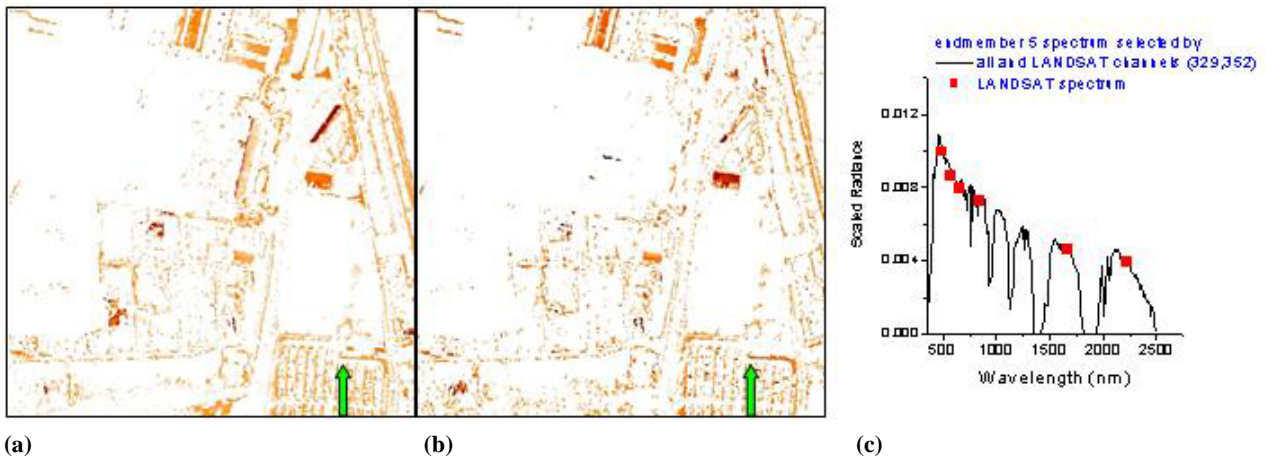 endmember 5 spectrum selected by
all and LANDSAT channels (329,352)
LANDSAT spectrum
0.012
0.008
0.004
0.000
Scaled Radiance
500 1000 1500 2000 2500
Wavelength (nm)
(a) (b) (c)